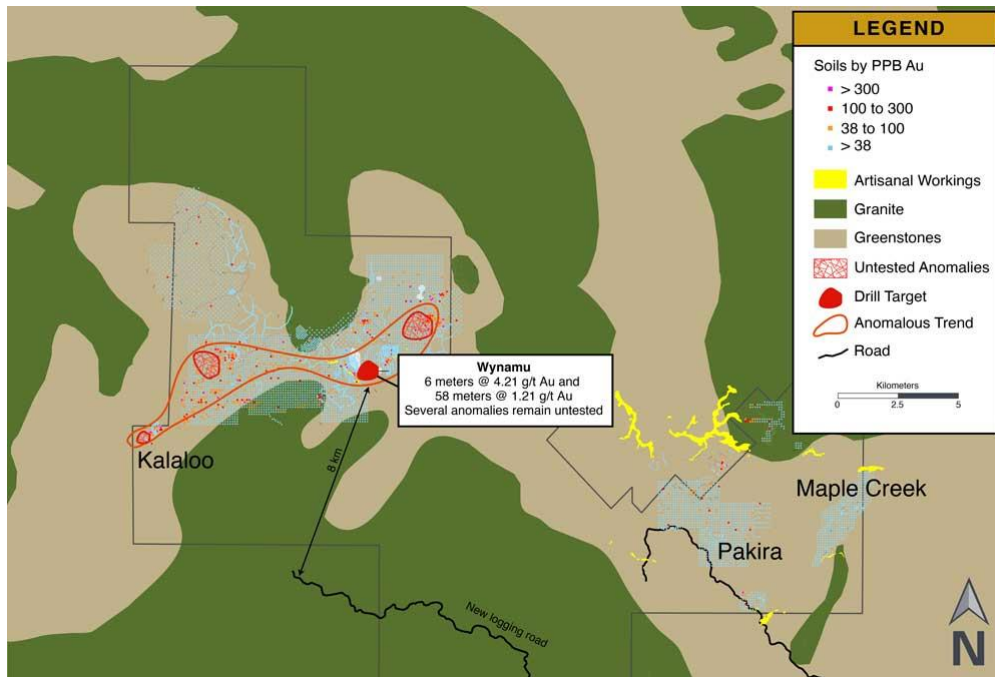 LEGEND
Soils by PPB Au
> 300
100 to 300
38 to 100
> 38
Artisanal Workings
Granite
Greenstones
Untested Anomalies
Drill Target
Anomalous Trend
Road
Kilometers
0 2.5 5
Wynamu
6 meters @ 4.21 g/t Au and
58 meters @ 1.21 g/t Au
Several anomalies remain untested
Kalaloo
8 km
Maple Creek
Pakira
New logging road
N